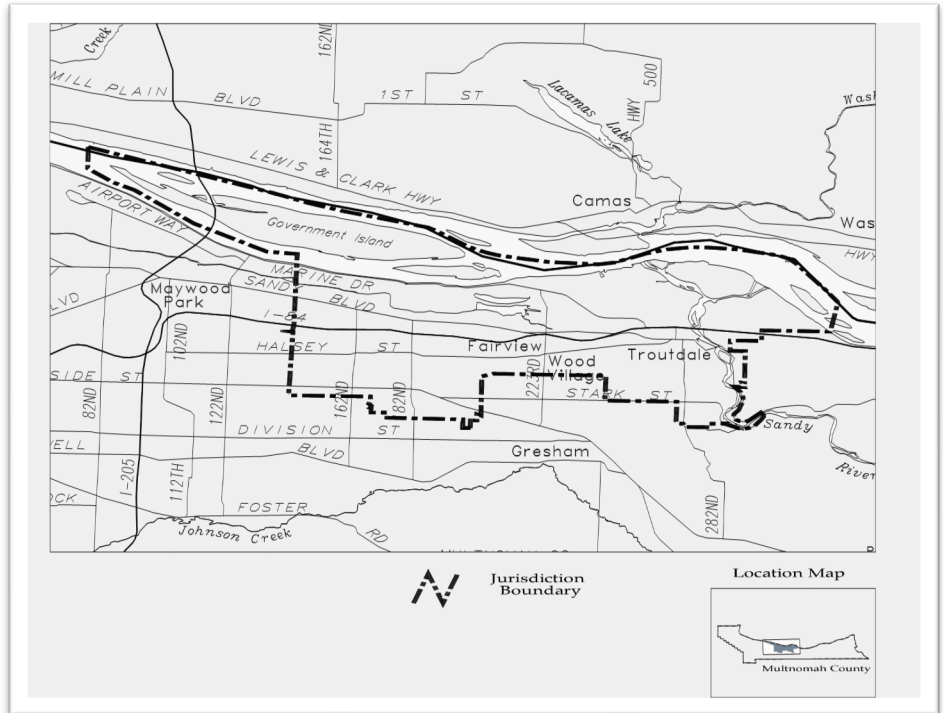 Creek
162ND
MILL PLAIN BLVD
1ST ST
HWY 500
Lacamas Lake
Was
164TH
LEWIS & CLARK HWY
Camas
Was
HWY
AIRPORT WAY
Government Island
MARINE DR
SANDY BLVD
LVD
Maywood
Park
I-84
102ND
HALSEY ST
Fairview
Wood
Village
Troutdale
SIDE ST
82ND
122ND
162ND
182ND
223RD
STARK ST
DIVISION ST
Sandy
River
ELL
BLVD
Gresham
I-205
112TH
OCK
FOSTER RD
282ND
Johnson Creek
Jurisdiction
Boundary
Location Map
Multnomah County